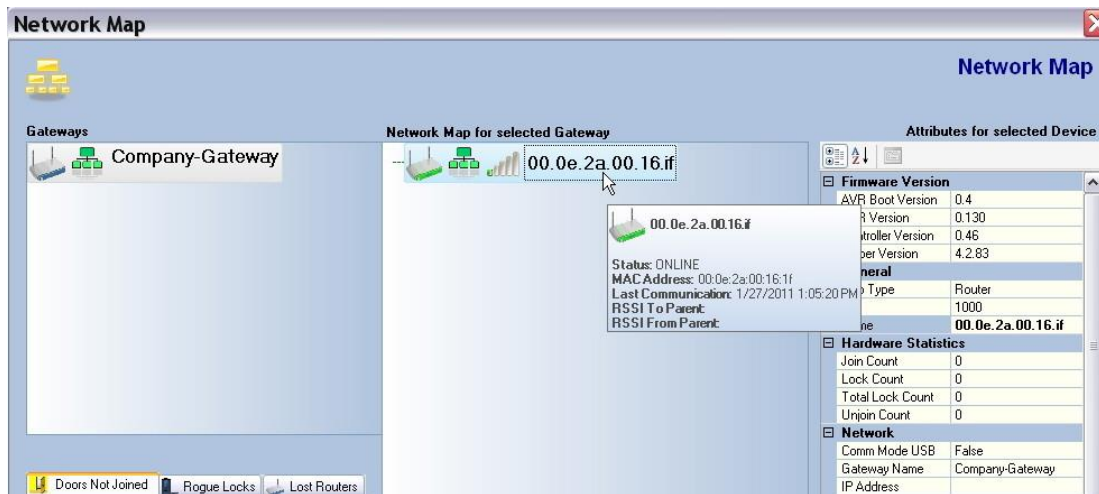 Network Map
Network Map
Gateways
Company-Gateway
Network Map for selected Gateway
00.0e.2a.00.16.if
00.0e.2a.00.16.if
Status: ONLINE
MAC Address: 00:0e:2a:00:16:1f
Last Communication: 1/27/2011 1:05:20 PM
RSSI To Parent:
RSSI From Parent:
Attributes for selected Device
Firmware Version
AVR Boot Version 0.4
Version 0.130
Version 0.46
Version 4.2.83
Type Router
1000
00.0e.2a.00.16.if
Hardware Statistics
Join Count 0
Lock Count 0
Total Lock Count 0
Unjoin Count 0
Network
Comm Mode USB False
Gateway Name Company-Gateway
IP Address
Doors Not Joined Rogue Locks Lost Routers